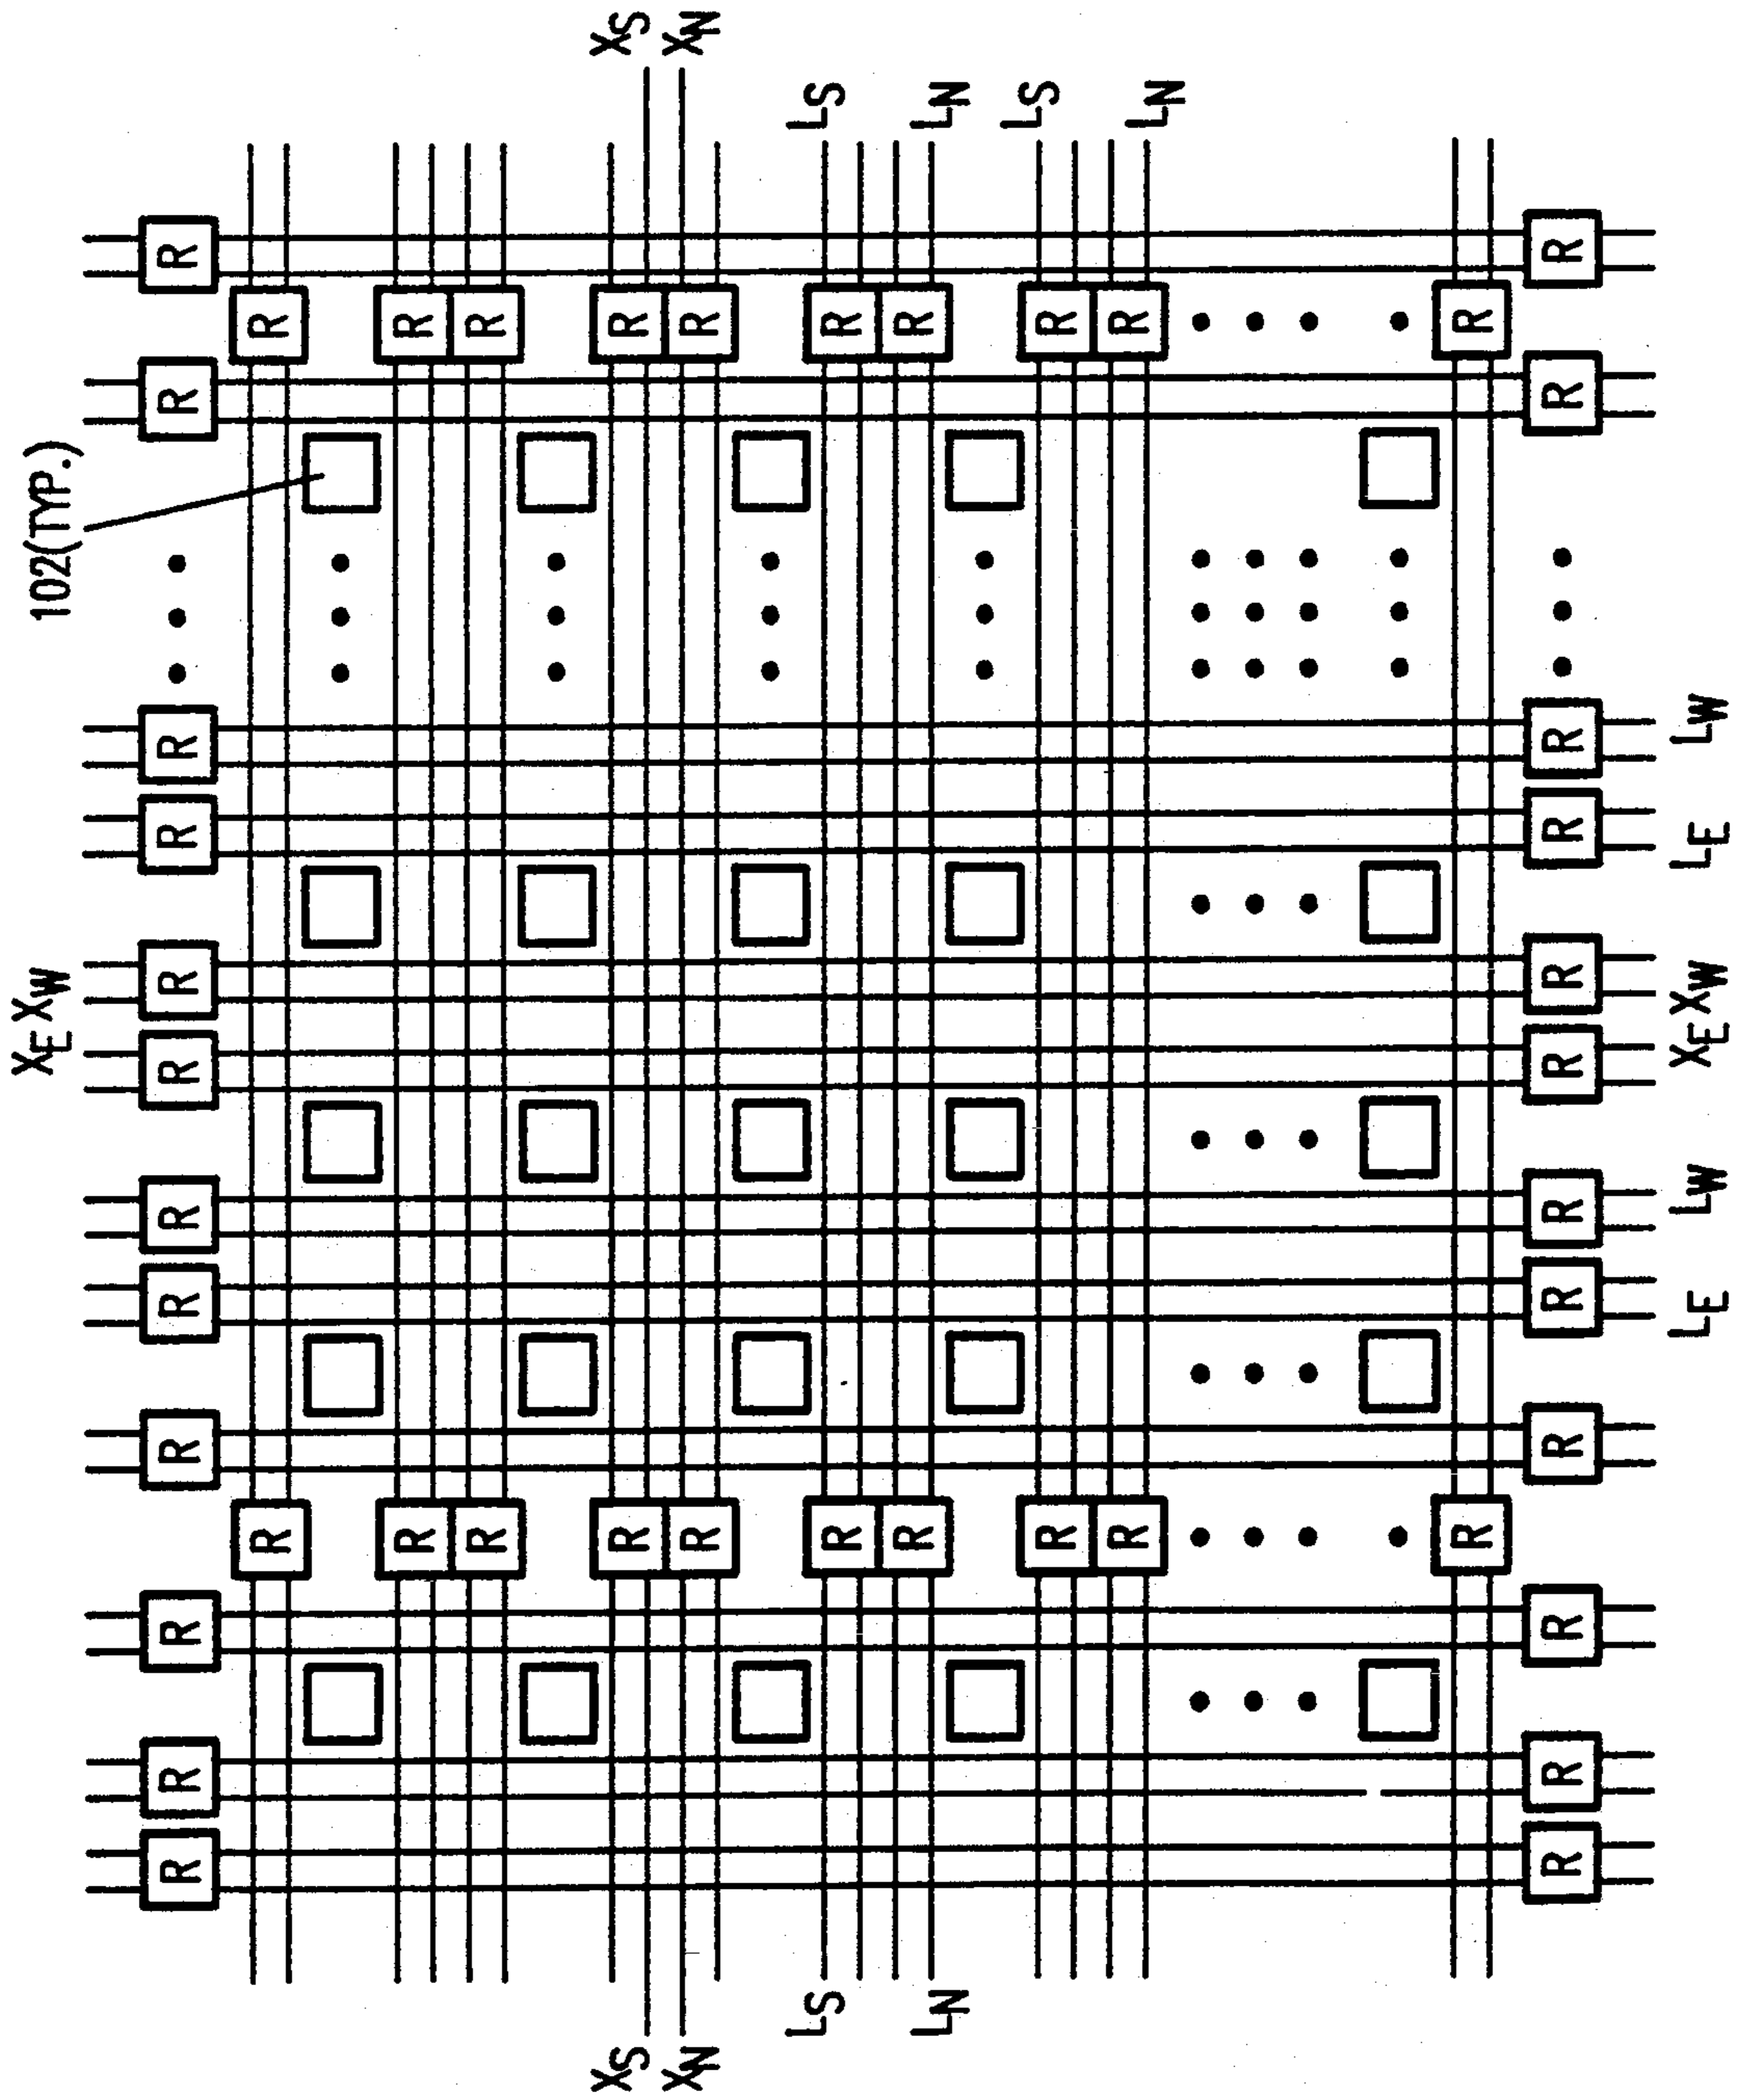 XE XW
102(TYP.)
R R R R R R R R R R R R
R R
R R
R R
XS R R XS
XN R R XN
LS R R LS
LN R R LN
R R LS
R R LN
R R
R R R R R R R R R R R R
LE LW XE XW LE LW